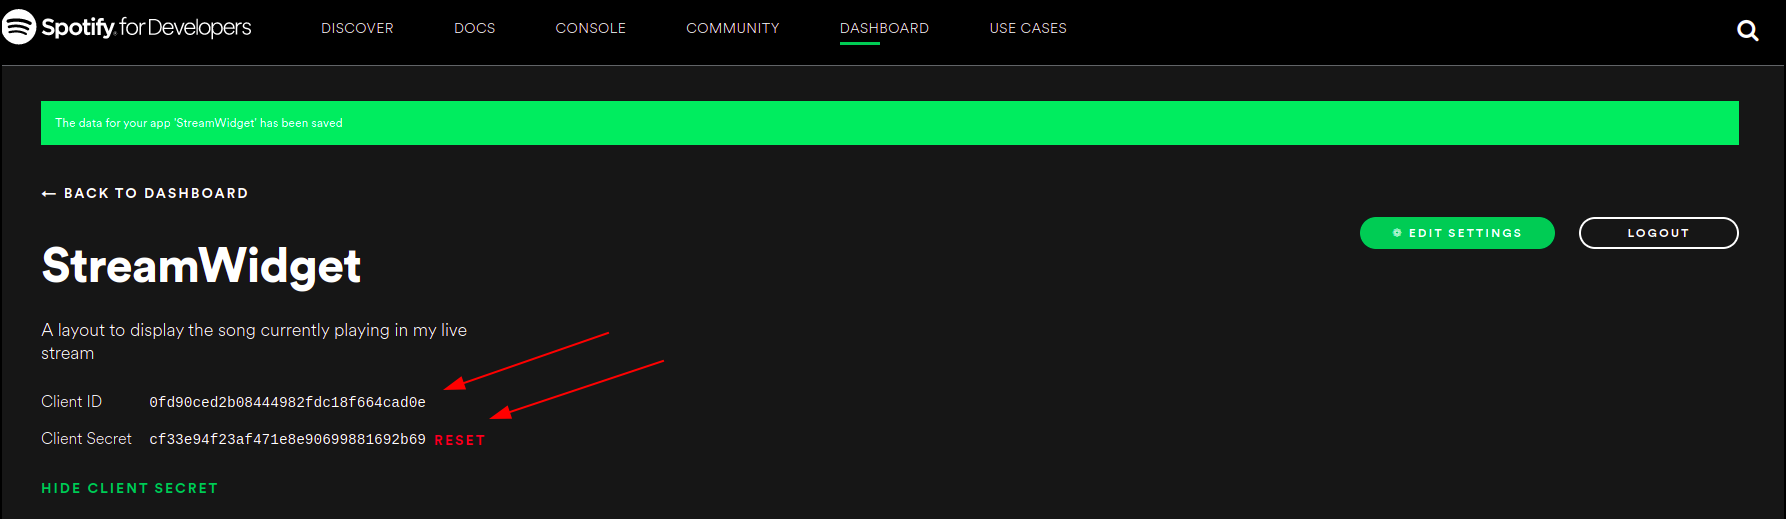 Spotify for Developers
DISCOVER DOCS CONSOLE COMMUNITY DASHBOARD USE CASES
The data for your app 'StreamWidget' has been saved
← BACK TO DASHBOARD
EDIT SETTINGS LOGOUT
StreamWidget
A layout to display the song currently playing in my live
stream
Client ID 0fd90ced2b08444982fdc18f664cad0e
Client Secret cf33e94f23af471e8e90699881692b69 RESET
HIDE CLIENT SECRET